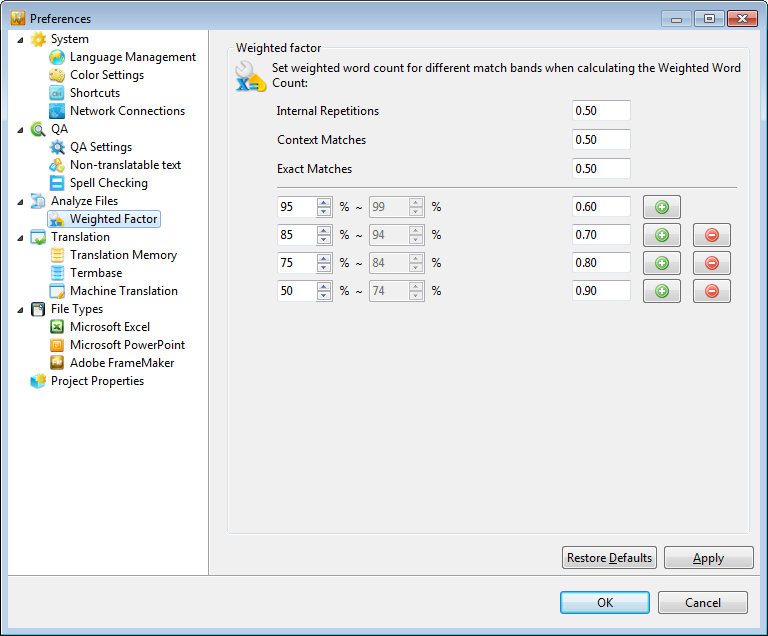 Preferences
System
Language Management
Color Settings
Shortcuts
Network Connections
QA
QA Settings
Non-translatable text
Spell Checking
Analyze Files
Weighted Factor
Translation
Translation Memory
Termbase
Machine Translation
File Types
Microsoft Excel
Microsoft PowerPoint
Adobe FrameMaker
Project Properties
Weighted factor
Set weighted word count for different match bands when calculating the Weighted Word
Count:
Internal Repetitions 0.50
Context Matches 0.50
Exact Matches 0.50
95 % ~ 99 % 0.60
85 % ~ 94 % 0.70
75 % ~ 84 % 0.80
50 % ~ 74 % 0.90
Restore Defaults Apply
OK Cancel